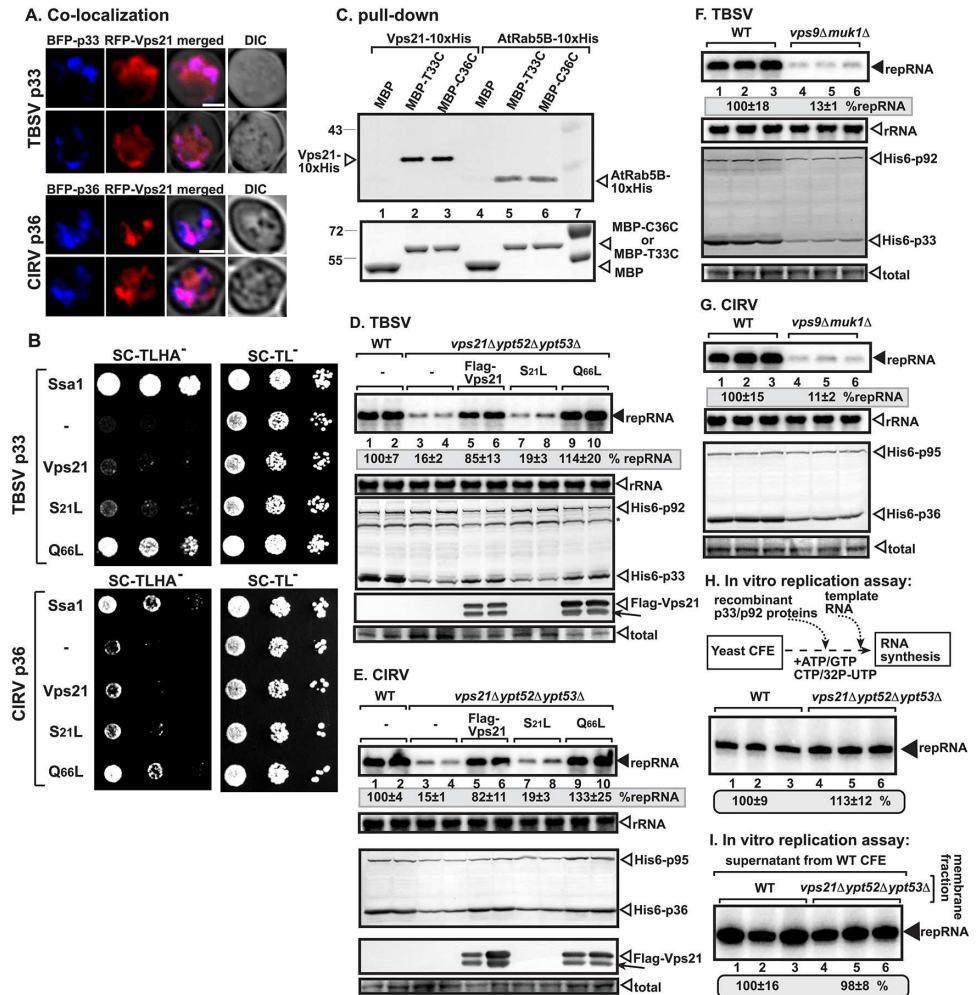 A. Co-localization
BFP-p33 RFP-Vps21 merged DIC
TBSV p33
BFP-p36 RFP-Vps21 merged DIC
CIRV p36
B
SC-TLHA⁻ SC-TL⁻
Ssa1
-
Vps21
S21L
Q66L
TBSV p33
SC-TLHA⁻ SC-TL⁻
Ssa1
-
Vps21
S21L
Q66L
CIRV p36
C. pull-down
Vps21-10xHis AtRab5B-10xHis
MBP MBP-T33C MBP-C36C MBP MBP-T33C MBP-C36C
43
Vps21-
10xHis
AtRab5B-
10xHis
1 2 3 4 5 6 7
72
55
MBP-C36C
or
MBP-T33C
MBP
D. TBSV
WT vps21Δypt52Δypt53Δ
- - Flag-Vps21 S21L Q66L
repRNA
1 2 3 4 5 6 7 8 9 10
100±7 16±2 85±13 19±3 114±20 % repRNA
rRNA
His6-p92
*
His6-p33
Flag-Vps21
total
E. CIRV
WT vps21Δypt52Δypt53Δ
- - Flag-Vps21 S21L Q66L
repRNA
1 2 3 4 5 6 7 8 9 10
100±4 15±1 82±11 19±3 133±25 %repRNA
rRNA
His6-p95
His6-p36
Flag-Vps21
total
F. TBSV
WT vps9Δmuk1Δ
repRNA
1 2 3 4 5 6
100±18 13±1 %repRNA
rRNA
His6-p92
His6-p33
total
G. CIRV
WT vps9Δmuk1Δ
repRNA
1 2 3 4 5 6
100±15 11±2 %repRNA
rRNA
His6-p95
His6-p36
total
H. In vitro replication assay:
recombinant
p33/p92 proteins
template
RNA
Yeast CFE
+ATP/GTP
CTP/32P-UTP
RNA
synthesis
WT vps21Δypt52Δypt53Δ
repRNA
1 2 3 4 5 6
100±9 113±12 %
I. In vitro replication assay:
supernatant from WT CFE
WT vps21Δypt52Δypt53Δ
membrane
fraction
repRNA
1 2 3 4 5 6
100±16 98±8 %